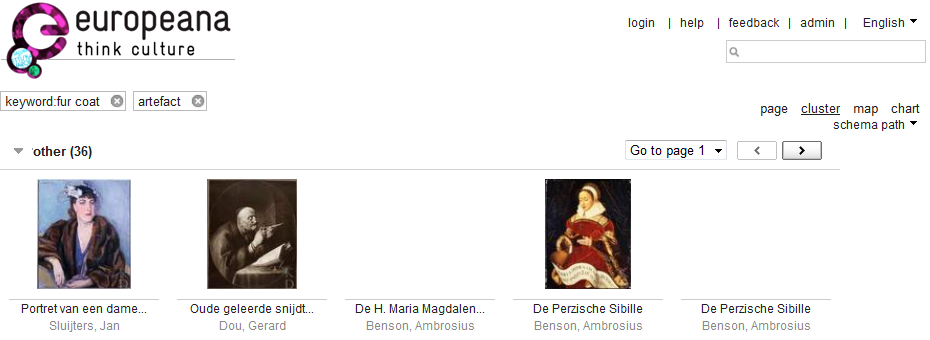 europeana
think culture
login | help | feedback | admin | English
keyword:fur coat artefact
page cluster map chart
schema path
other (36) Go to page 1 < >
Portret van een dame... Oude geleerde snijdt... De H. Maria Magdalen... De Perzische Sibille De Perzische Sibille
Sluijters, Jan Dou, Gerard Benson, Ambrosius Benson, Ambrosius Benson, Ambrosius